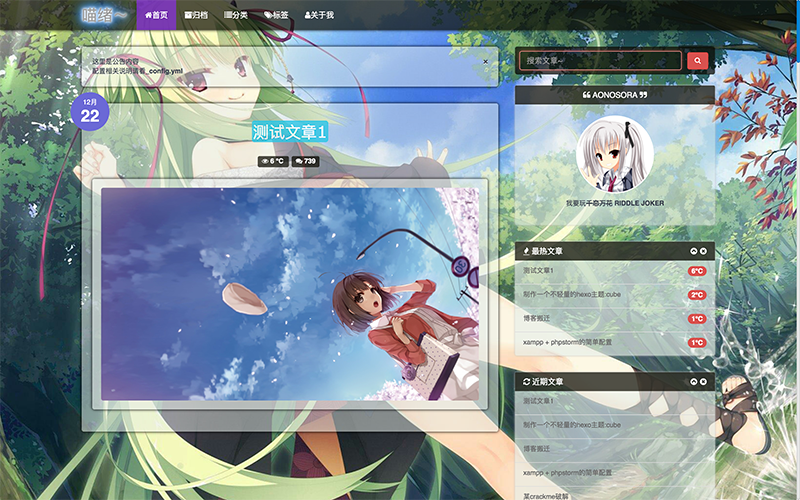 喵绪~
首页 归档 分类 标签 关于我
这里是公告内容
配置相关说明请看_config.yml
×
12月
22
测试文章1
6 ℃ 739
搜索文章~
AONOSORA
我要玩千恋万花 RIDDLE JOKER
最热文章
测试文章1 6℃
制作一个不轻量的hexo主题:cube 2℃
博客搬迁 1℃
xampp + phpstorm的简单配置 1℃
近期文章
测试文章1
制作一个不轻量的hexo主题:cube
博客搬迁
xampp + phpstorm的简单配置
某crackme破解